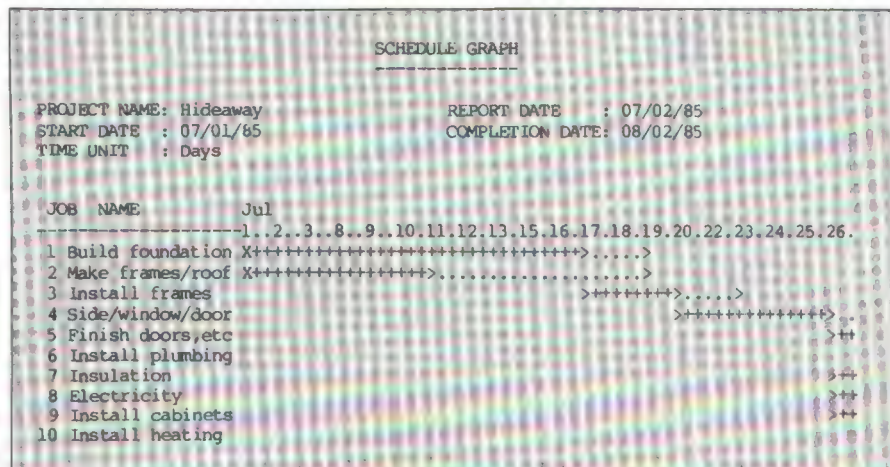 SCHEDULE GRAPH
--------------
PROJECT NAME: Hideaway REPORT DATE : 07/02/85
START DATE : 07/01/85 COMPLETION DATE: 08/02/85
TIME UNIT : Days
JOB NAME Jul
-------------------1..2..3..8..9..10.11.12.13.15.16.17.18.19.20.22.23.24.25.26.
1 Build foundation X+++++++++++++++++++++++++++++++++>.....>
2 Make frames/roof X++++++++++++++++++>....................>
3 Install frames >++++++++>.....>
4 Side/window/door >++++++++++++++>..
5 Finish doors,etc >++
6 Install plumbing
7 Insulation >++
8 Electricity >++
9 Install cabinets >++
10 Install heating